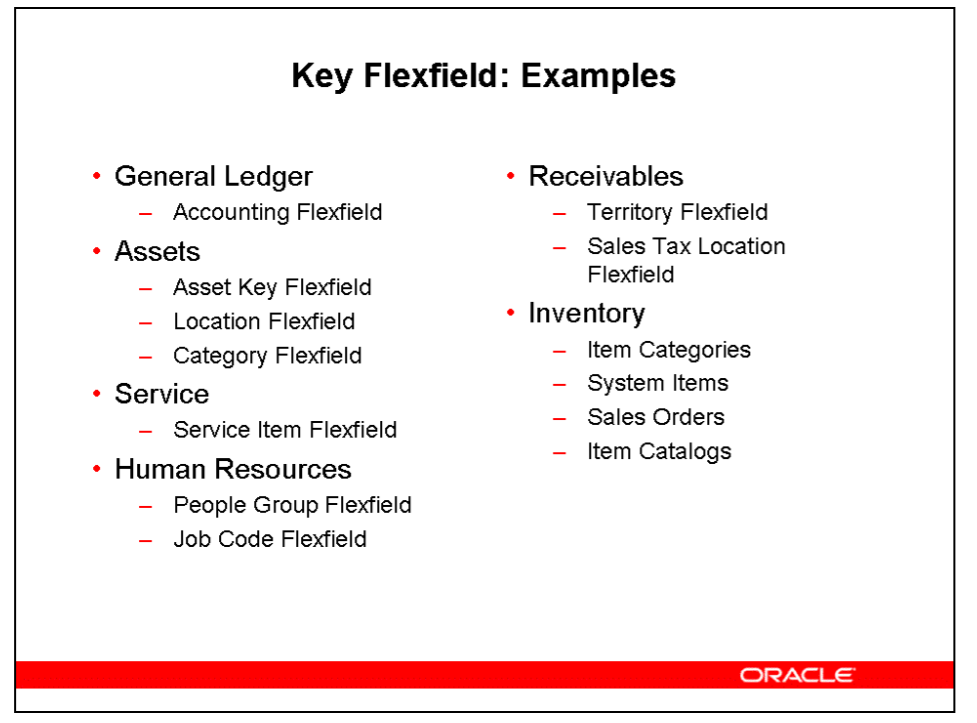 Key Flexfield: Examples
• General Ledger
– Accounting Flexfield
• Assets
– Asset Key Flexfield
– Location Flexfield
– Category Flexfield
• Service
– Service Item Flexfield
• Human Resources
– People Group Flexfield
– Job Code Flexfield
• Receivables
– Territory Flexfield
– Sales Tax Location
Flexfield
• Inventory
– Item Categories
– System Items
– Sales Orders
– Item Catalogs
ORACLE